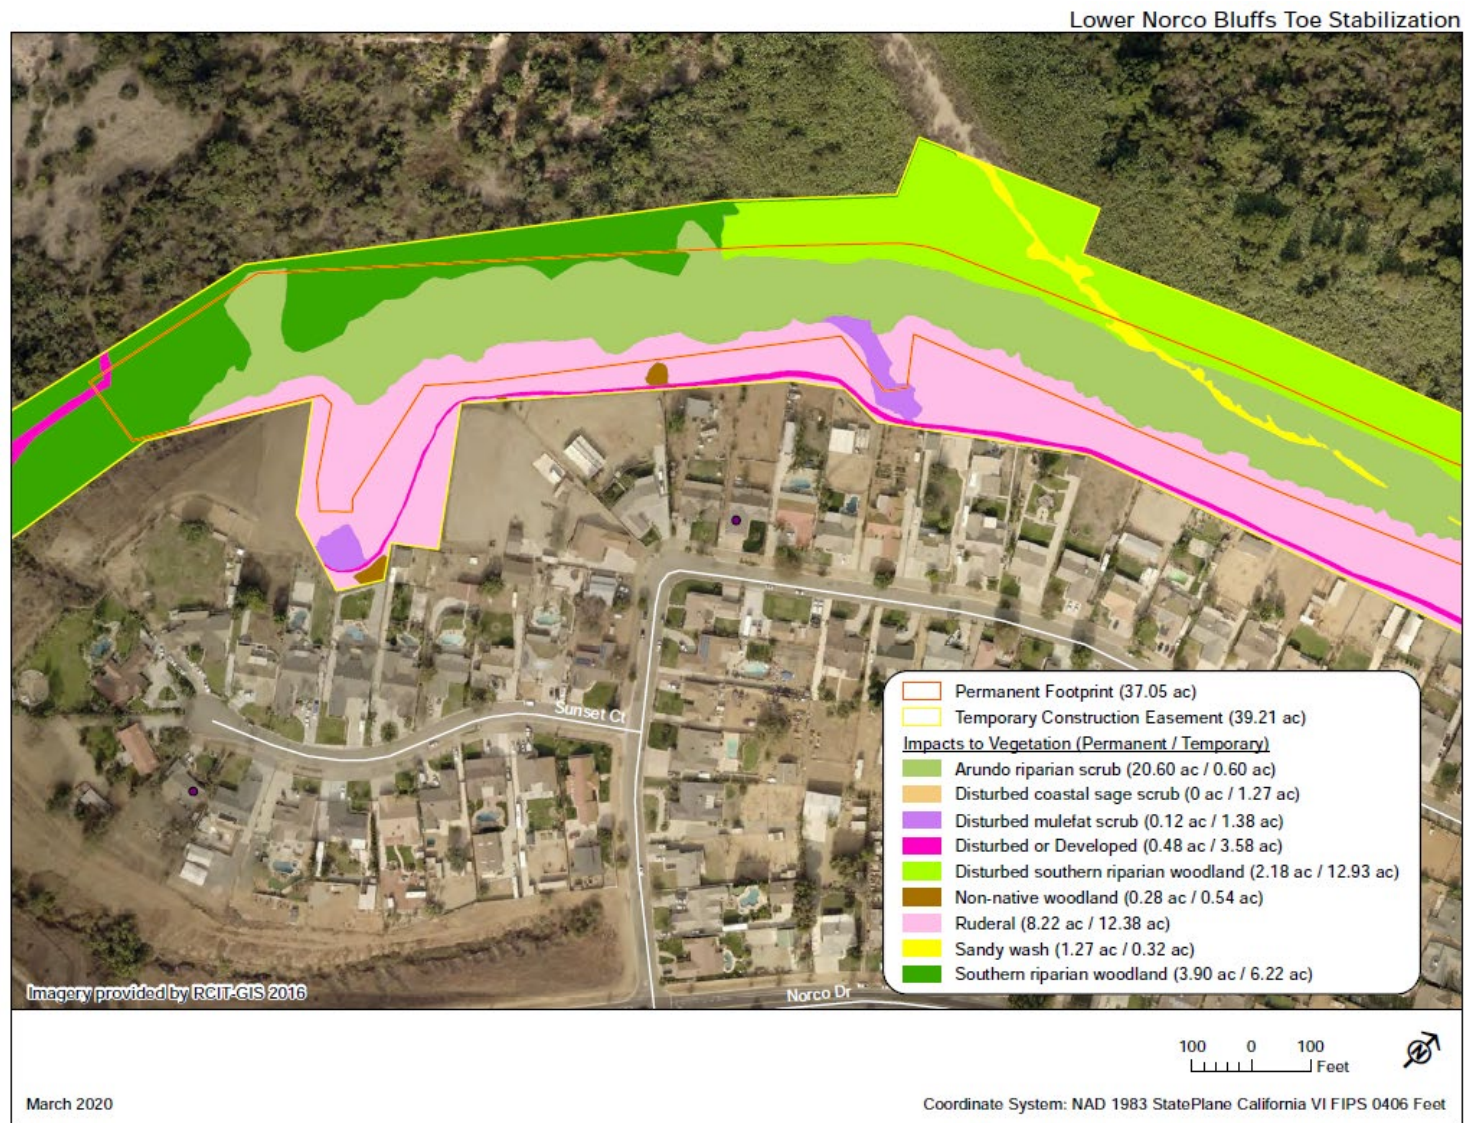 Lower Norco Bluffs Toe Stabilization
Sunset Ct
Permanent Footprint (37.05 ac)
Temporary Construction Easement (39.21 ac)
Impacts to Vegetation (Permanent / Temporary)
Arundo riparian scrub (20.60 ac / 0.60 ac)
Disturbed coastal sage scrub (0 ac / 1.27 ac)
Disturbed mulefat scrub (0.12 ac / 1.38 ac)
Disturbed or Developed (0.48 ac / 3.58 ac)
Disturbed southern riparian woodland (2.18 ac / 12.93 ac)
Non-native woodland (0.28 ac / 0.54 ac)
Ruderal (8.22 ac / 12.38 ac)
Sandy wash (1.27 ac / 0.32 ac)
Southern riparian woodland (3.90 ac / 6.22 ac)
Imagery provided by RCIT-GIS 2016
Norco Dr
100 0 100
Feet
N
March 2020
Coordinate System: NAD 1983 StatePlane California VI FIPS 0406 Feet